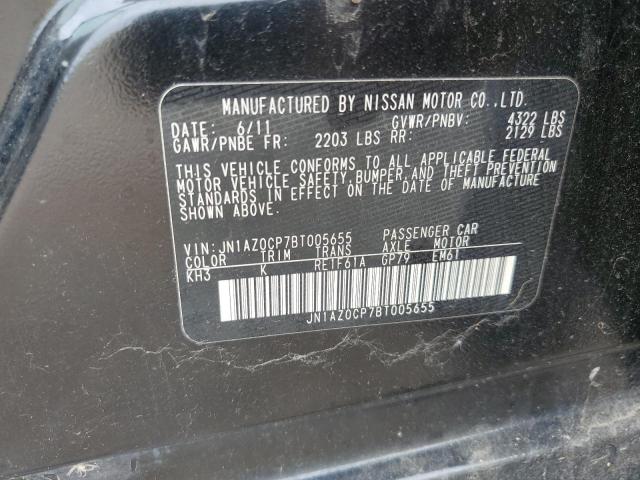 MANUFACTURED BY NISSAN MOTOR CO.,LTD.
DATE: 6/11 GVWR/PNBV: 4322 LBS
GAWR/PNBE FR: 2203 LBS RR: 2129 LBS
THIS VEHICLE CONFORMS TO ALL APPLICABLE FEDERAL
MOTOR VEHICLE SAFETY, BUMPER, AND THEFT PREVENTION
STANDARDS IN EFFECT ON THE DATE OF MANUFACTURE
SHOWN ABOVE.
VIN: JN1AZ0CP7BT005655 PASSENGER CAR
COLOR TRIM TRANS AXLE MOTOR
KH3 K RE1F61A GP79 EM61
JN1AZ0CP7BT005655